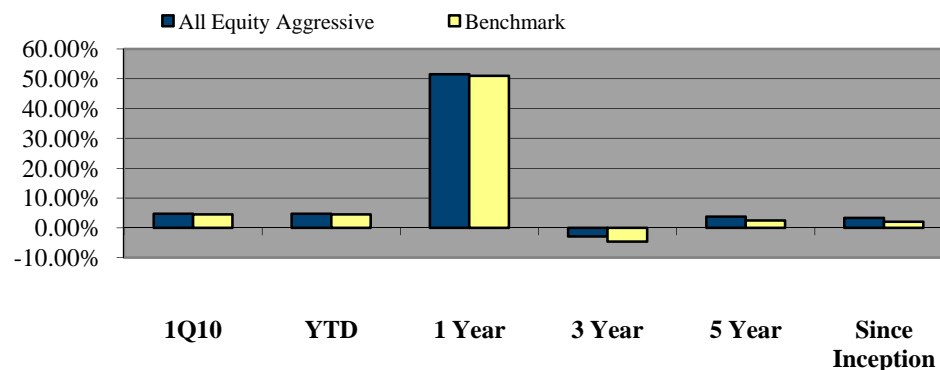 All Equity Aggressive Benchmark
60.00%
50.00%
40.00%
30.00%
20.00%
10.00%
0.00%
-10.00%
1Q10 YTD 1 Year 3 Year 5 Year Since
Inception